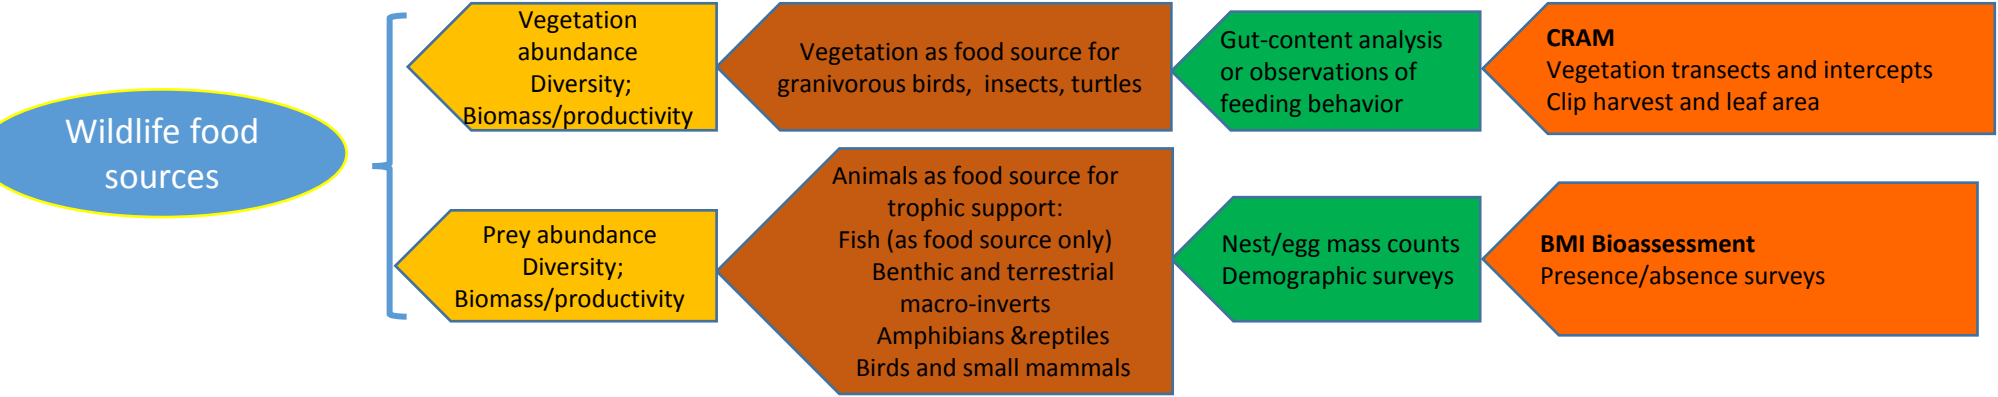 Wildlife food
sources
Vegetation
abundance
Diversity;
Biomass/productivity
Vegetation as food source for
granivorous birds, insects, turtles
Gut-content analysis
or observations of
feeding behavior
CRAM
Vegetation transects and intercepts
Clip harvest and leaf area
Prey abundance
Diversity;
Biomass/productivity
Animals as food source for
trophic support:
Fish (as food source only)
Benthic and terrestrial
macro-inverts
Amphibians &reptiles
Birds and small mammals
Nest/egg mass counts
Demographic surveys
BMI Bioassessment
Presence/absence surveys